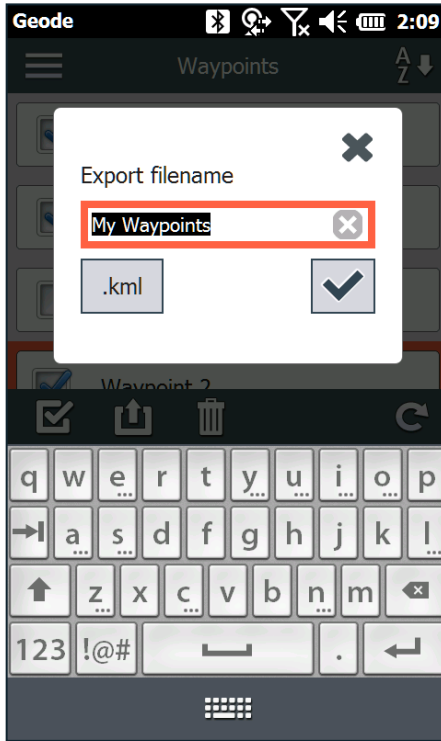 Geode 2:09
Waypoints
A
Z
Export filename
My Waypoints
.kml
Waypoint 2
q w e r t y u i o p
a s d f g h j k l
z x c v b n m
123 !@# .